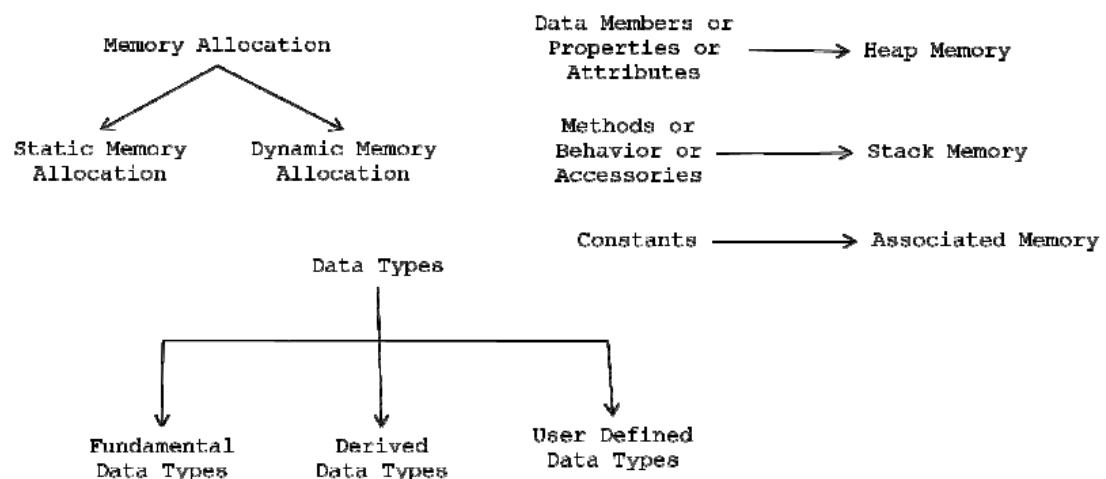 Memory Allocation
Static Memory
Allocation
Dynamic Memory
Allocation
Data Members or
Properties or
Attributes
Heap Memory
Methods or
Behavior or
Accessories
Stack Memory
Constants
Associated Memory
Data Types
Fundamental
Data Types
Derived
Data Types
User Defined
Data Types